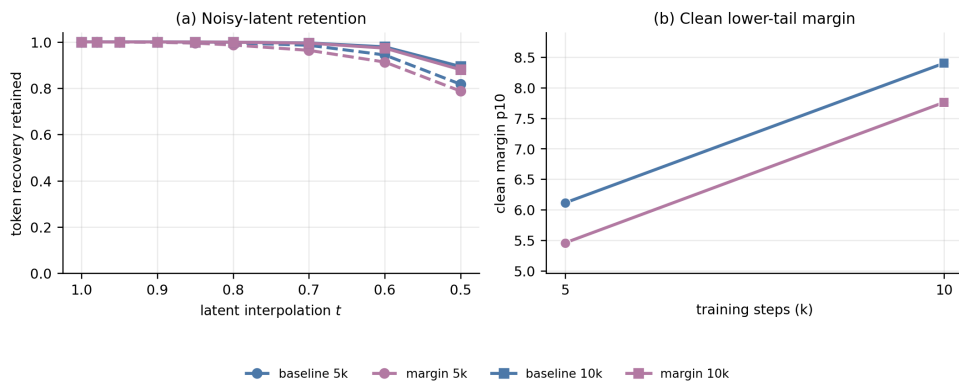 (a) Noisy-latent retention
token recovery retained
1.0
0.8
0.6
0.4
0.2
0.0
1.0 0.9 0.8 0.7 0.6 0.5
latent interpolation t
(b) Clean lower-tail margin
clean margin p10
8.5
8.0
7.5
7.0
6.5
6.0
5.5
5.0
5 10
training steps (k)
baseline 5k margin 5k baseline 10k margin 10k